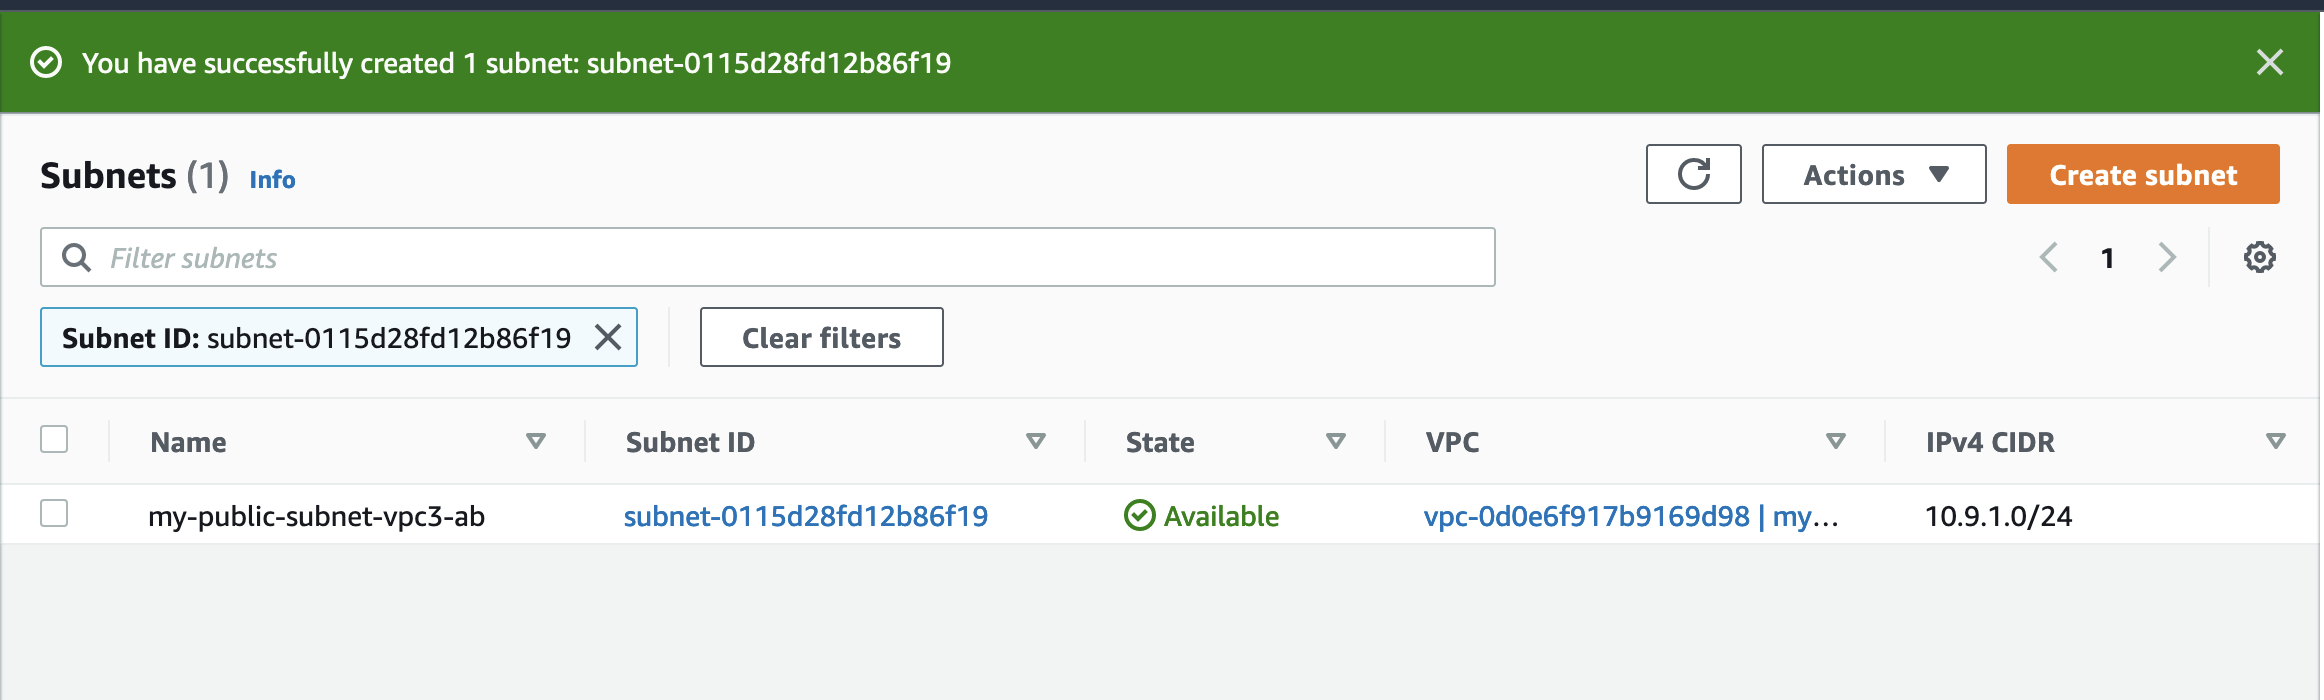 You have successfully created 1 subnet: subnet-0115d28fd12b86f19
Subnets (1) Info
Actions
Create subnet
Filter subnets
1
Subnet ID: subnet-0115d28fd12b86f19
Clear filters
Name Subnet ID State VPC IPv4 CIDR
my-public-subnet-vpc3-ab subnet-0115d28fd12b86f19 Available vpc-0d0e6f917b9169d98 | my... 10.9.1.0/24